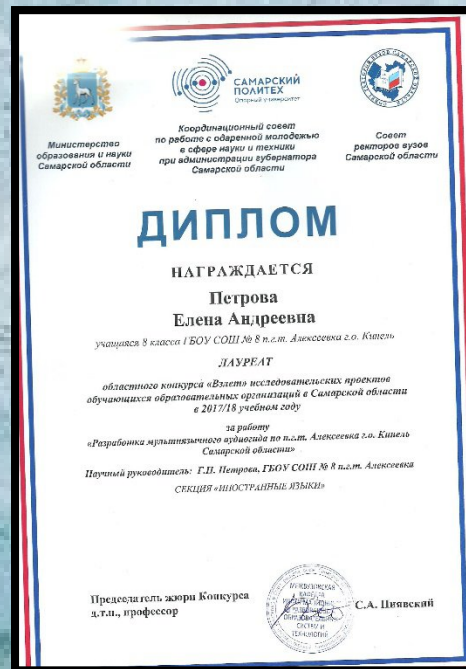 САМАРСКИЙ
ПОЛИТЕХ
Опорный университет
Министерство
образования и науки
Самарской области
Координационный совет
по работе с одаренной молодежью
в сфере науки и техники
при администрации губернатора
Самарской области
Совет
ректоров вузов
Самарской области
ДИПЛОМ
НАГРАЖДАЕТСЯ
Петрова
Елена Андреевна
учащаяся 8 класса ГБОУ СОШ № 8 п.г.т. Алексеевка г.о. Кинель
ЛАУРЕАТ
областного конкурса «Взлет» исследовательских проектов
обучающихся образовательных организаций в Самарской области
в 2017/18 учебном году
за работу
«Разработка мультиязычного аудиогида по п.г.т. Алексеевка г.о. Кинель
Самарской области»
Научный руководитель: Г.П. Петрова, ГБОУ СОШ № 8 п.г.т. Алексеевка
СЕКЦИЯ «ИНОСТРАННЫЕ ЯЗЫКИ»
Председатель жюри Конкурса
д.т.н., профессор
С.А. Пиявский